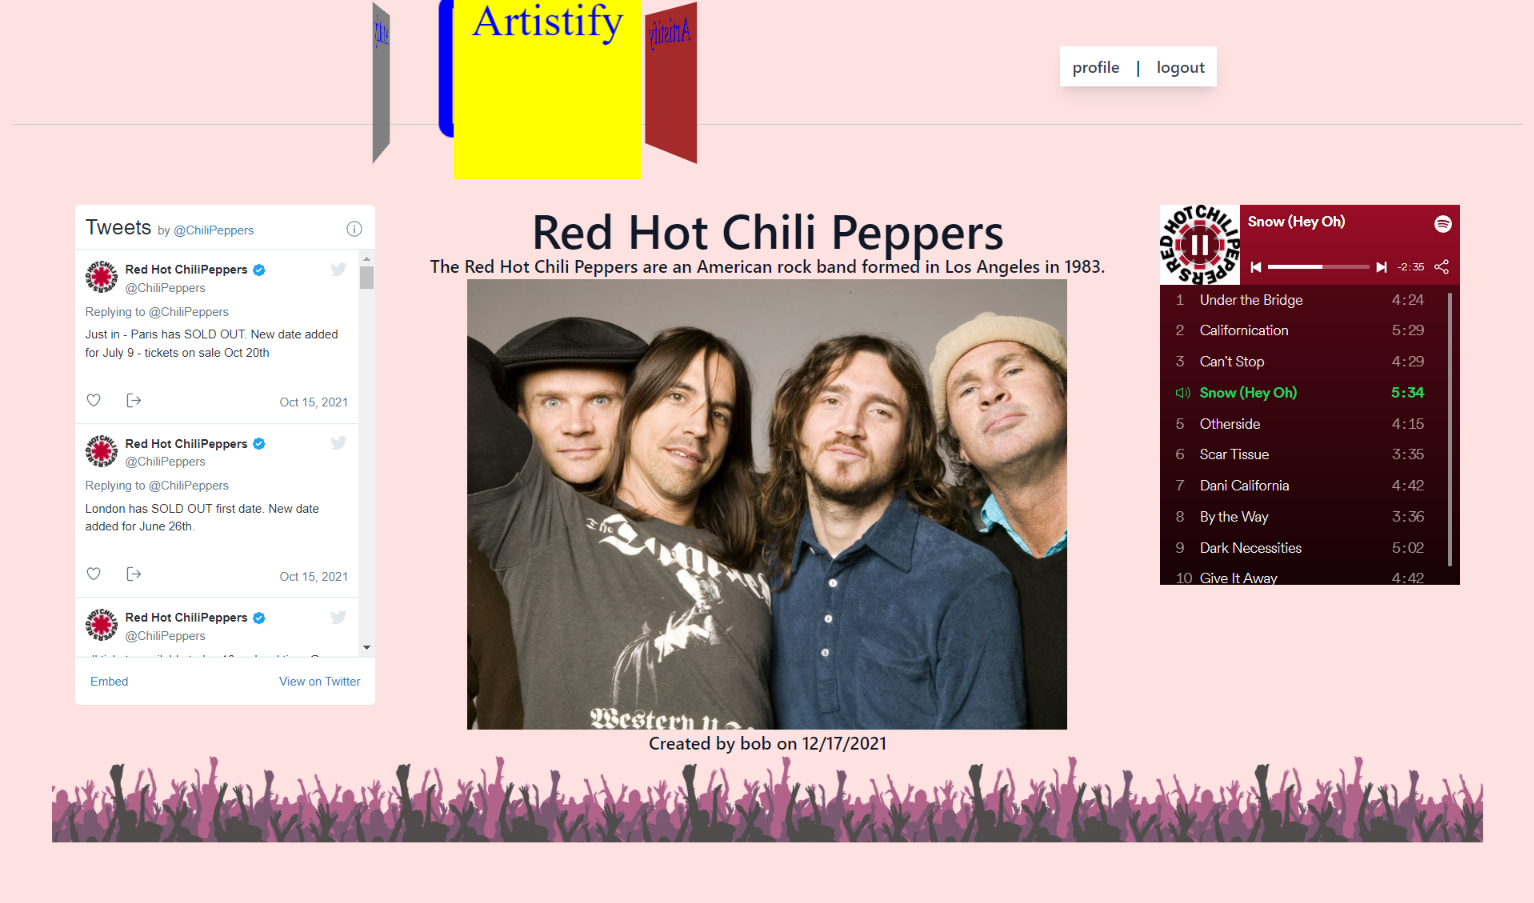 Artistify
Artistify
profile | logout
Tweets by @ChiliPeppers
Red Hot ChiliPeppers
@ChiliPeppers
Replying to @ChiliPeppers
Just in - Paris has SOLD OUT. New date added
for July 9 - tickets on sale Oct 20th
Oct 15, 2021
Red Hot ChiliPeppers
@ChiliPeppers
Replying to @ChiliPeppers
London has SOLD OUT first date. New date
added for June 26th.
Oct 15, 2021
Red Hot ChiliPeppers
@ChiliPeppers
Embed
View on Twitter
Red Hot Chili Peppers
The Red Hot Chili Peppers are an American rock band formed in Los Angeles in 1983.
The
Western
Created by bob on 12/17/2021
RED HOT CHILI PEPPERS
Snow (Hey Oh)
-2:35
1 Under the Bridge 4:24
2 Californication 5:29
3 Can't Stop 4:29
Snow (Hey Oh) 5:34
5 Otherside 4:15
6 Scar Tissue 3:35
7 Dani California 4:42
8 By the Way 3:36
9 Dark Necessities 5:02
10 Give It Away 4:42